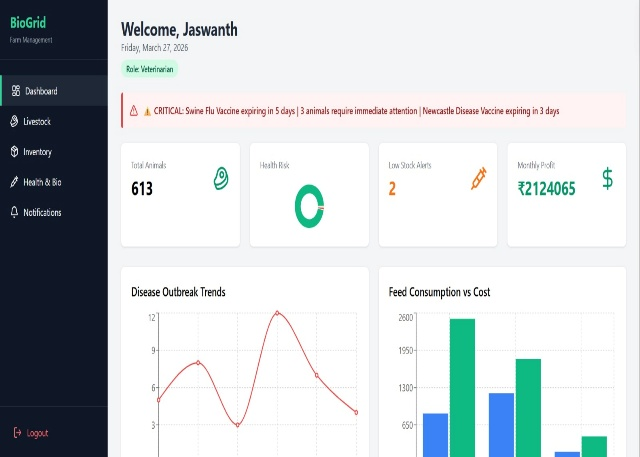 BioGrid
Farm Management
Dashboard
Livestock
Inventory
Health & Bio
Notifications
Logout
Welcome, Jaswanth
Friday, March 27, 2026
Role: Veterinarian
⚠ CRITICAL: Swine Flu Vaccine expiring in 5 days | 3 animals require immediate attention | Newcastle Disease Vaccine expiring in 3 days
Total Animals
613
Health Risk
Low Stock Alerts
2
Monthly Profit
₹2124065
$
Disease Outbreak Trends
12
9
6
3
Feed Consumption vs Cost
2600
1950
1300
650